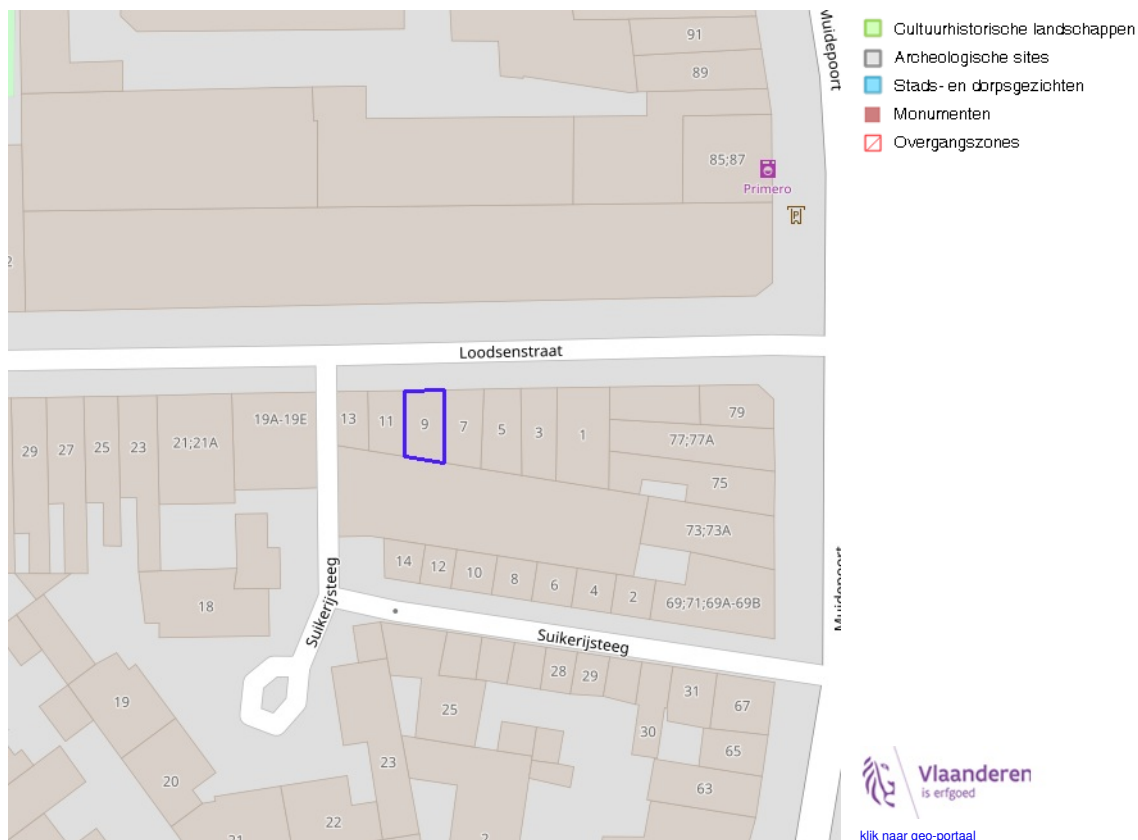 Muidepoort
91
89
85;87
Primero
P
2
Loodsenstraat
29
27
25
23
21;21A
19A-19E
13
11
9
7
5
3
1
79
77;77A
75
73;73A
14
12
10
8
6
4
2
69;71;69A-69B
Muidepoort
Suikerijsteeg
Suikerijsteeg
18
19
20
28
29
31
67
25
30
65
23
63
22
2
Cultuurhistorische landschappen
Archeologische sites
Stads- en dorpsgezichten
Monumenten
Overgangszones
Vlaanderen
is erfgoed
klik naar geo-portaal